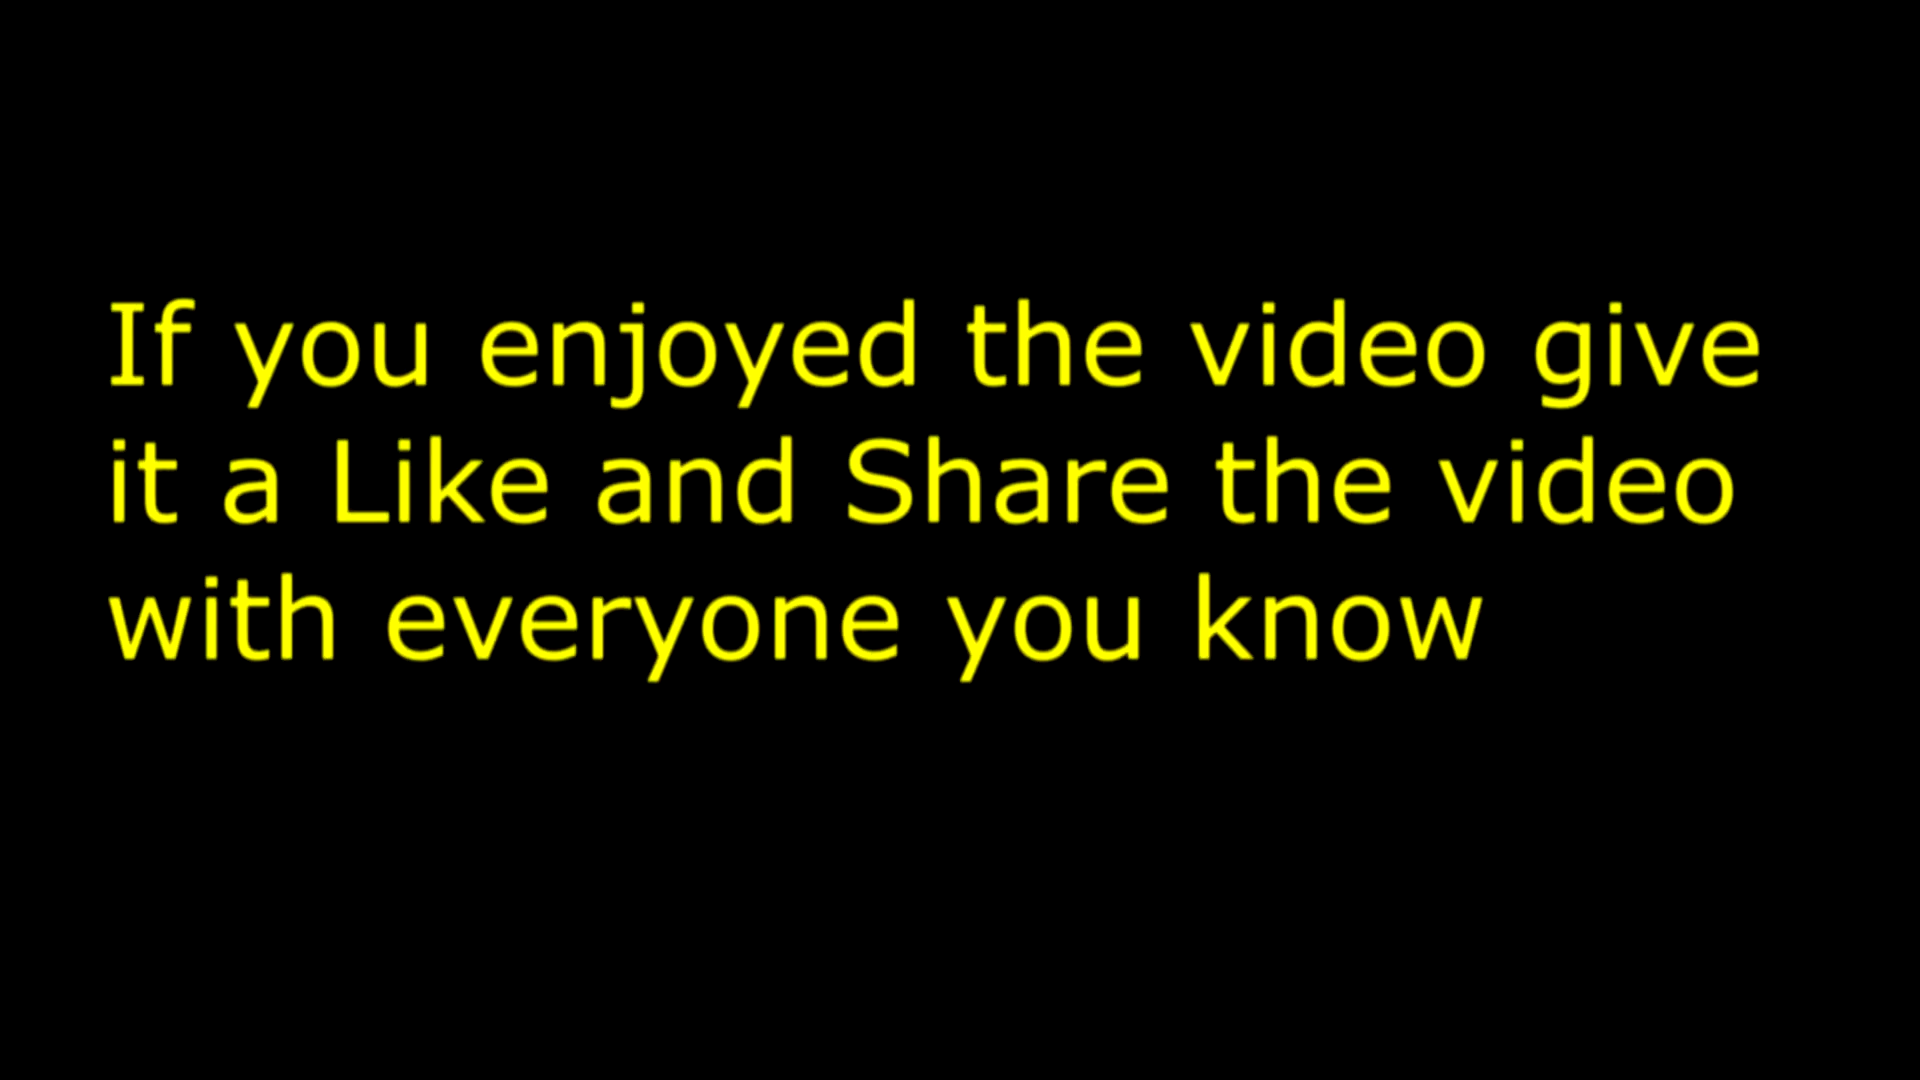 If you enjoyed the video give
it a Like and Share the video
with everyone you know